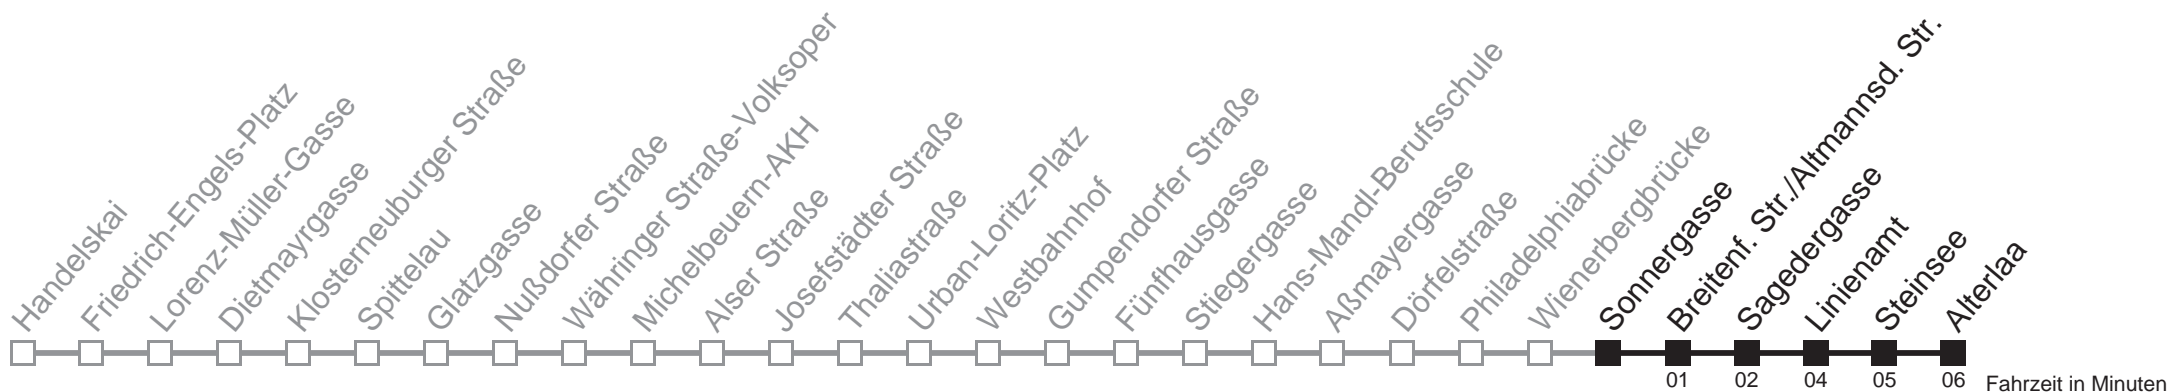 Handelskai
Friedrich-Engels-Platz
Lorenz-Müller-Gasse
Dietmayrgasse
Klosterneuburger Straße
Spittelau
Glatzgasse
Nußdorfer Straße
Währinger Straße-Volksoper
Michelbeuern-AKH
Alser Straße
Josefstädter Straße
Thaliastraße
Urban-Loritz-Platz
Westbahnhof
Gumpendorfer Straße
Fünfhausgasse
Stiegergasse
Hans-Mandl-Berufsschule
Aßmayergasse
Dörfelstraße
Philadelphiabrücke
Wienerbergbrücke
Sonnergasse
Breitenf. Str./Altmannsd. Str.
Sagedergasse
Linienamt
Steinsee
Alterlaa
01 02 04 05 06 Fahrzeit in Minuten